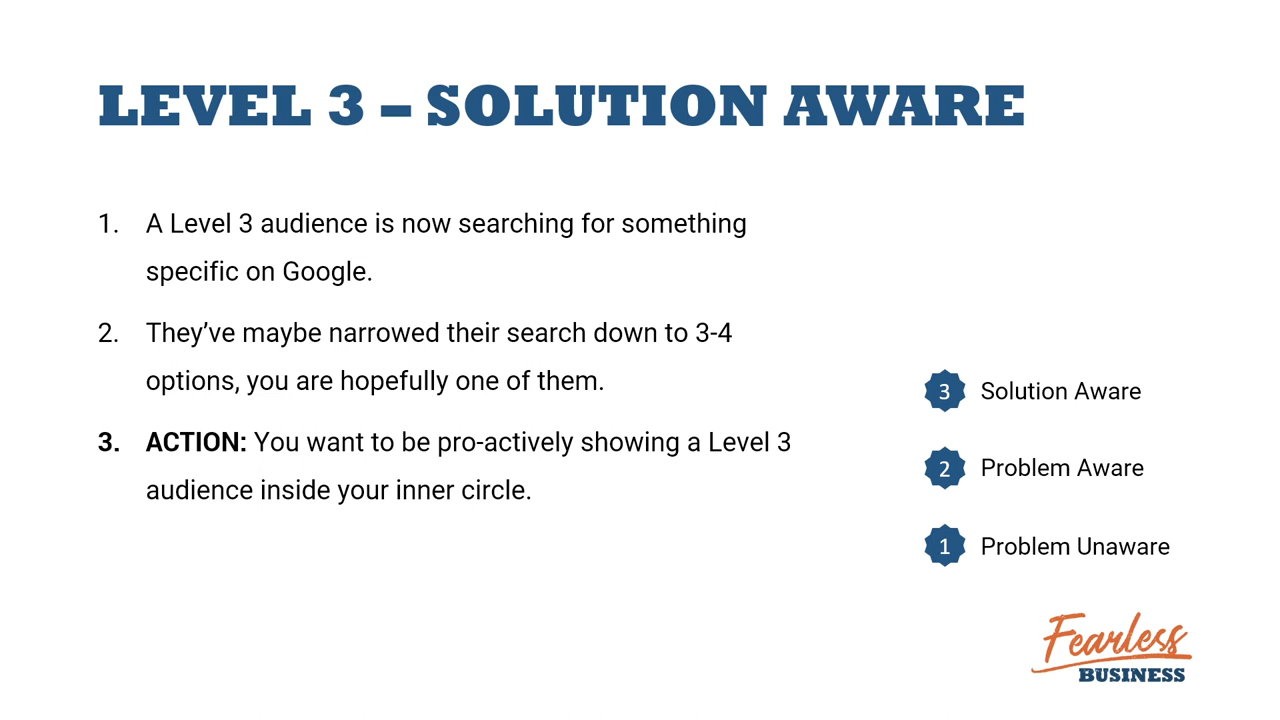 LEVEL 3 – SOLUTION AWARE
1. A Level 3 audience is now searching for something
specific on Google.
2. They’ve maybe narrowed their search down to 3-4
options, you are hopefully one of them.
3. ACTION: You want to be pro-actively showing a Level 3
audience inside your inner circle.
3 Solution Aware
2 Problem Aware
1 Problem Unaware
Fearless
BUSINESS